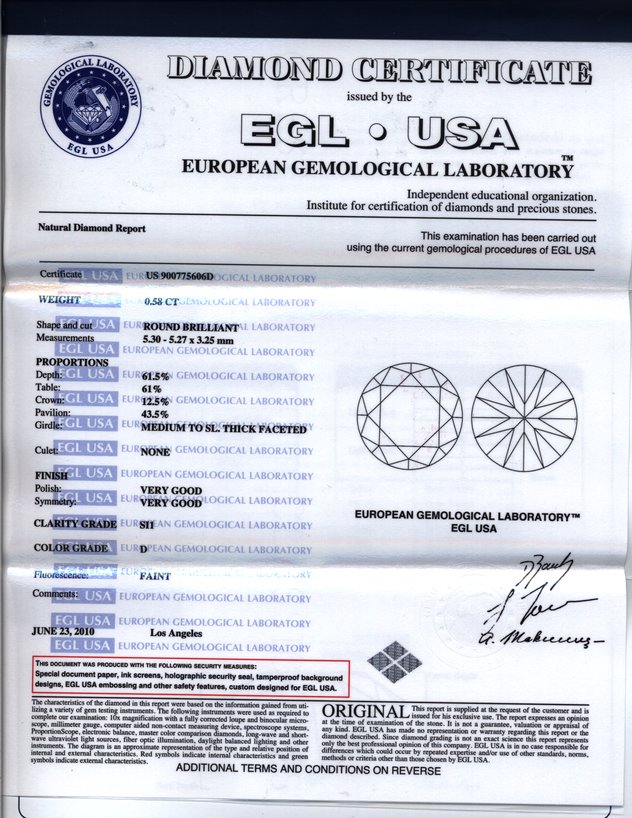 GEMOLOGICAL LABORATORY
EGL USA
DIAMOND CERTIFICATE
issued by the
EGL • USA
EUROPEAN GEMOLOGICAL LABORATORY™
Independent educational organization.
Institute for certification of diamonds and precious stones.
Natural Diamond Report
This examination has been carried out
using the current gemological procedures of EGL USA
Certificate US 900775606D
WEIGHT 0.58 CT
Shape and cut ROUND BRILLIANT
Measurements 5.30 - 5.27 x 3.25 mm
PROPORTIONS
Depth: 61.5%
Table: 61%
Crown: 12.5%
Pavilion: 43.5%
Girdle: MEDIUM TO SL. THICK FACETED
Culet: NONE
FINISH
Polish: VERY GOOD
Symmetry: VERY GOOD
CLARITY GRADE SI1
COLOR GRADE D
Fluorescence: FAINT
Comments:
JUNE 23, 2010 Los Angeles
EGL USA EUROPEAN GEMOLOGICAL LABORATORY
EUROPEAN GEMOLOGICAL LABORATORY™
EGL USA
THIS DOCUMENT WAS PRODUCED WITH THE FOLLOWING SECURITY MEASURES:
Special document paper, ink screens, holographic security seal, tamperproof background
designs, EGL USA embossing and other safety features, custom designed for EGL USA.
The characteristics of the diamond in this report were based on the information gained from uti-
lizing a variety of gem testing instruments. The following instruments were used as required to
complete our examination: 10x magnification with a fully corrected loupe and binocular micro-
scope, millimeter gauge, computer aided non-contact measuring device, spectroscope systems,
ProportionScope, electronic balance, master color comparison diamonds, long-wave and short-
wave ultraviolet light sources, fiber optic illumination, daylight balanced lighting and other
instruments. The diagram is an approximate representation of the type and relative position of
internal and external characteristics. Red symbols indicate internal characteristics and green
symbols indicate external characteristics.
ORIGINAL This report is supplied at the request of the customer and is
issued for his exclusive use. The report expresses an opinion
at the time of examination of the stone. It is not a guarantee, valuation or appraisal of
any kind. EGL USA has made no representation or warranty regarding this report or the
diamond described. Since diamond grading is not an exact science this report represents
only the best professional opinion of this company. EGL USA is in no case responsible for
differences which could occur by repeated expertise and/or use of other standards, norms,
methods or criteria other than those chosen by EGL USA.
ADDITIONAL TERMS AND CONDITIONS ON REVERSE